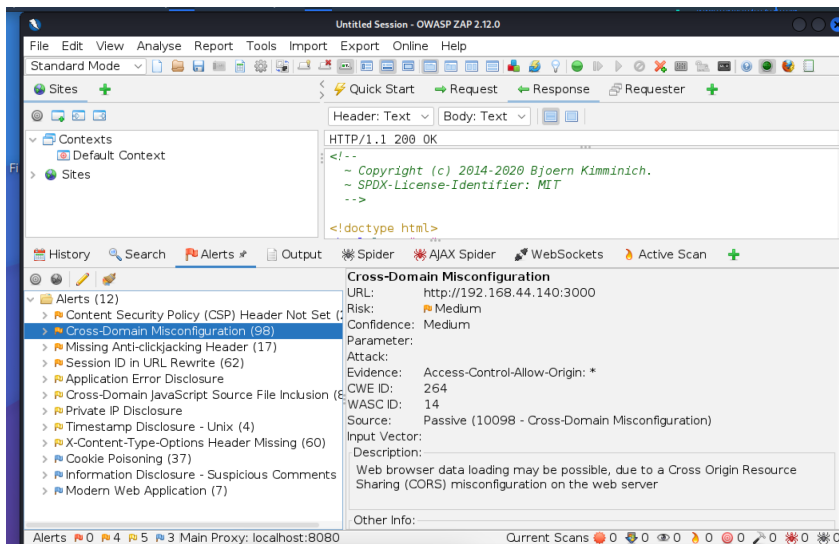 Untitled Session - OWASP ZAP 2.12.0
File Edit View Analyse Report Tools Import Export Online Help
Standard Mode
Sites
Quick Start Request Response Requester
Header: Text Body: Text
Contexts
Default Context
Sites
HTTP/1.1 200 OK
<!--
~ Copyright (c) 2014-2020 Bjoern Kimminich.
~ SPDX-License-Identifier: MIT
-->
<!doctype html>
History Search Alerts Output Spider AJAX Spider WebSockets Active Scan
Alerts (12)
Content Security Policy (CSP) Header Not Set (
Cross-Domain Misconfiguration (98)
Missing Anti-clickjacking Header (17)
Session ID in URL Rewrite (62)
Application Error Disclosure
Cross-Domain JavaScript Source File Inclusion (
Private IP Disclosure
Timestamp Disclosure - Unix (4)
X-Content-Type-Options Header Missing (60)
Cookie Poisoning (37)
Information Disclosure - Suspicious Comments
Modern Web Application (7)
Cross-Domain Misconfiguration
URL: http://192.168.44.140:3000
Risk: Medium
Confidence: Medium
Parameter:
Attack:
Evidence: Access-Control-Allow-Origin: *
CWE ID: 264
WASC ID: 14
Source: Passive (10098 - Cross-Domain Misconfiguration)
Input Vector:
Description:
Web browser data loading may be possible, due to a Cross Origin Resource
Sharing (CORS) misconfiguration on the web server
Other Info:
Alerts 0 4 5 3 Main Proxy: localhost:8080 Current Scans 0 0 0 0 0 0 0 0